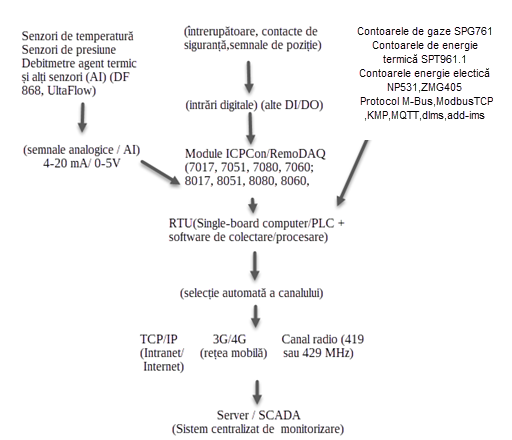 Senzori de temperatură
Senzori de presiune
Debitmetre agent termic
și alți senzori (AI) (DF
868, UltaFlow)
(semnale analogice / AI)
4-20 mA/ 0-5V
(întrerupătoare, contacte de
siguranță,semnale de poziție)
(intrări digitale) (alte DI/DO)
Module ICPCon/RemoDAQ
(7017, 7051, 7080, 7060;
8017, 8051, 8080, 8060,
Contoarele de gaze SPG761
Contoarele de energie
termică SPT961.1
Contoarele energie electică
NP531,ZMG405
Protocol M-Bus,ModbusTCP
,KMP,MQTT,dlms,add-ims
RTU(Single-board computer/PLC +
software de colectare/procesare)
(selecție automată a canalului)
TCP/IP
(Intranet/
Internet)
3G/4G
(rețea mobilă)
Canal radio (419
sau 429 MHz)
Server / SCADA
(Sistem centralizat de monitorizare)